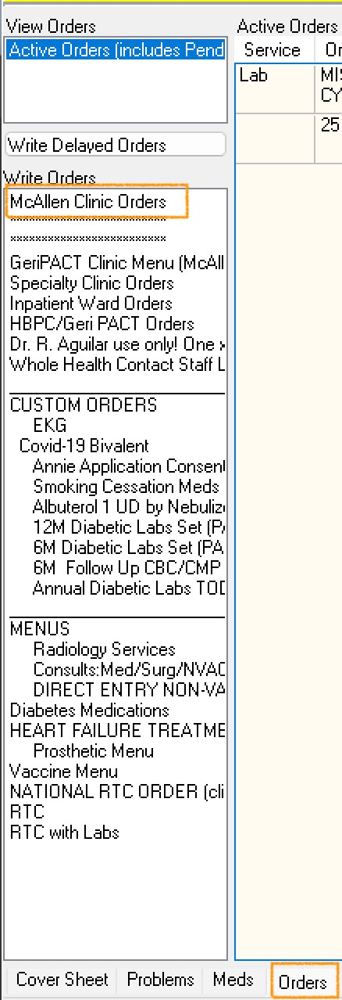 View Orders
Active Orders (includes Pend
Write Delayed Orders
Write Orders
McAllen Clinic Orders
**************************
**************************
GeriPACT Clinic Menu (McAll
Specialty Clinic Orders
Inpatient Ward Orders
HBPC/Geri PACT Orders
Dr. R. Aguilar use only! One x
Whole Health Contact Staff L
CUSTOM ORDERS
EKG
Covid-19 Bivalent
Annie Application Consent
Smoking Cessation Meds
Albuterol 1 UD by Nebuliz
12M Diabetic Labs Set (PA
6M Diabetic Labs Set (PA
6M Follow Up CBC/CMP
Annual Diabetic Labs TOD
MENUS
Radiology Services
Consults:Med/Surg/NVAC
DIRECT ENTRY NON-VA
Diabetes Medications
HEART FAILURE TREATME
Prosthetic Menu
Vaccine Menu
NATIONAL RTC ORDER (cli
RTC
RTC with Labs
Active Orders
Service Or
Lab MIS
CY
25
Cover Sheet Problems Meds Orders